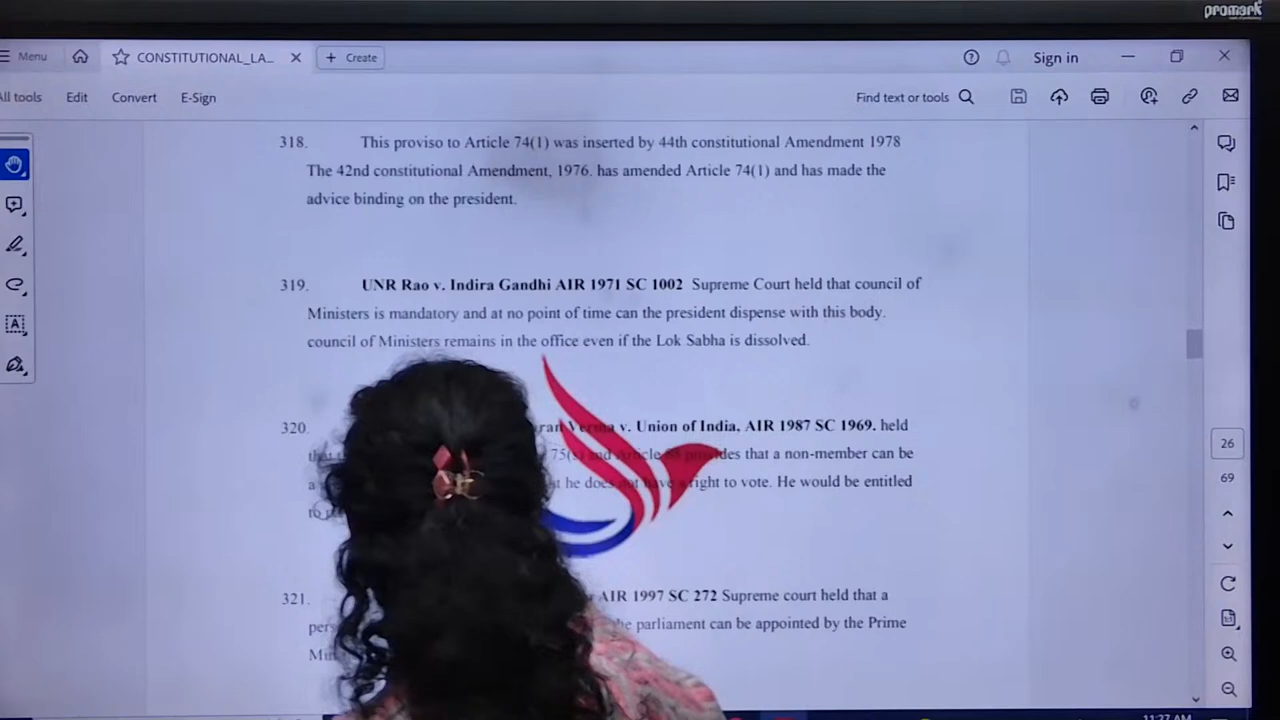 promark
Menu
CONSTITUTIONAL_LA...
Create
Sign in
All tools
Edit
Convert
E-Sign
Find text or tools
318. This proviso to Article 74(1) was inserted by 44th constitutional Amendment 1978
The 42nd constitutional Amendment, 1976. has amended Article 74(1) and has made the
advice binding on the president.
319. UNR Rao v. Indira Gandhi AIR 1971 SC 1002 Supreme Court held that council of
Ministers is mandatory and at no point of time can the president dispense with this body.
council of Ministers remains in the office even if the Lok Sabha is dissolved.
320. v. Union of India, AIR 1987 SC 1969. held
and Article provides that a non-member can be
a he does not have a right to vote. He would be entitled
to
321. AIR 1997 SC 272 Supreme court held that a
parliament can be appointed by the Prime
26
69
11:27 AM